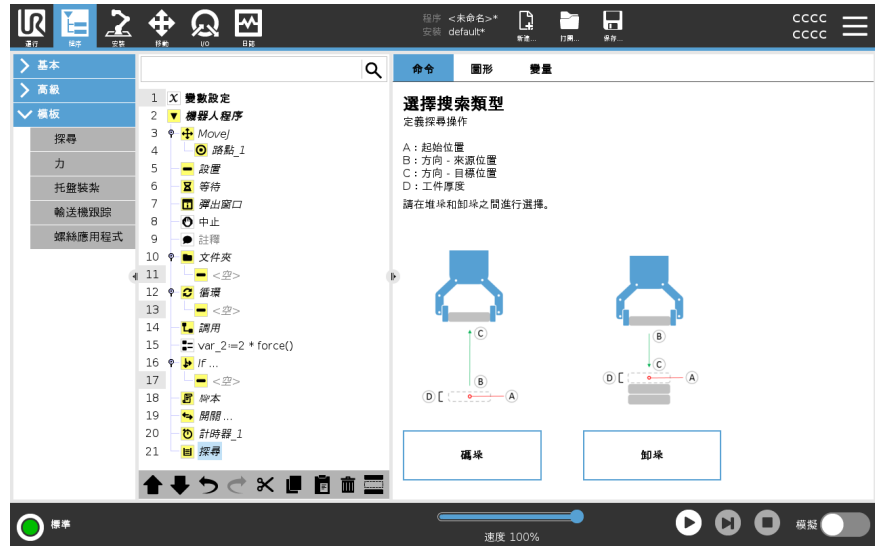 程序 <未命名>*
安裝 default*
運行 程序 安裝 移動 I/O 日誌
新建... 打開... 保存...
CCCC
CCCC
基本
高級
模板
探尋
力
托盤裝紮
輸送機跟踪
螺絲應用程式
1 X 變數設定
2 機器人程序
3 MoveJ
4 路點_1
5 設置
6 等待
7 彈出窗口
8 中止
9 註釋
10 文件夾
11 <空>
12 循環
13 <空>
14 調用
15 var_2≔2 * force()
16 If ...
17 <空>
18 腳本
19 開關 ...
20 計時器_1
21 探尋
命令 圖形 變量
選擇搜索類型
定義探尋操作
A：起始位置
B：方向 - 來源位置
C：方向 - 目標位置
D：工件厚度
請在堆垛和卸垛之間進行選擇。
C
B
D
A
B
C
D
A
碼垛
卸垛
標準
速度 100%
模擬